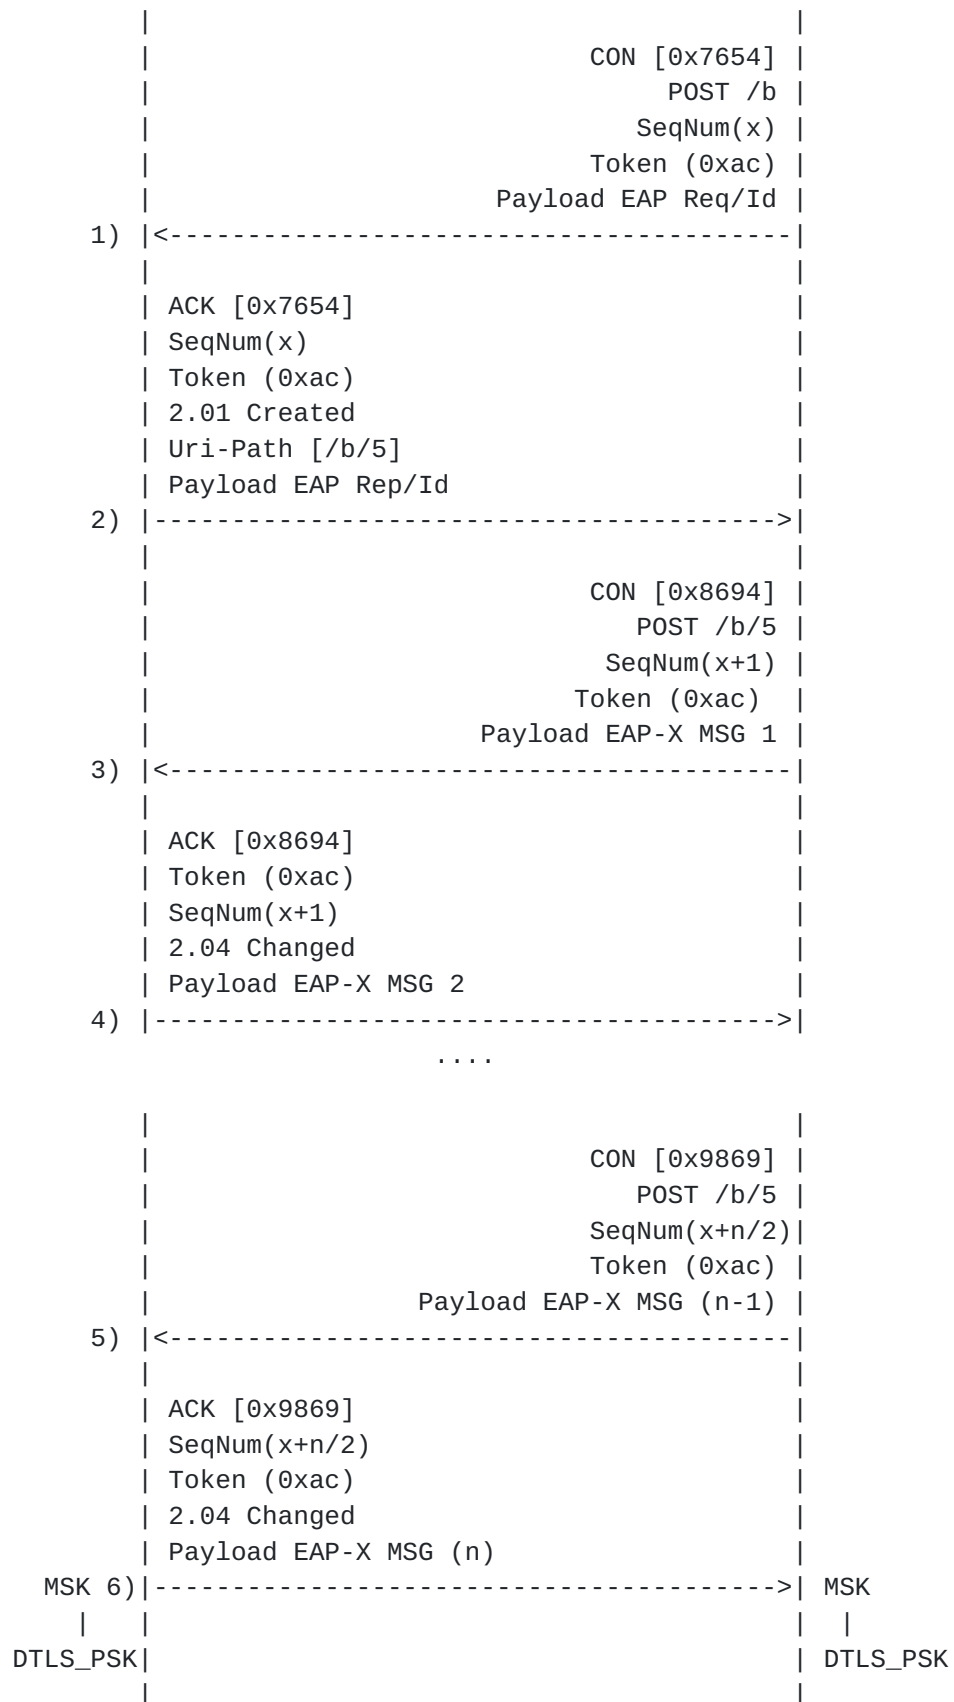 |                                         |
|                            CON [0x7654] |
|                                 POST /b |
|                               SeqNum(x) |
|                            Token (0xac) |
|                      Payload EAP Req/Id |
1) |<----------------------------------------|
|                                         |
| ACK [0x7654]                            |
| SeqNum(x)                               |
| Token (0xac)                            |
| 2.01 Created                            |
| Uri-Path [/b/5]                         |
| Payload EAP Rep/Id                      |
2) |---------------------------------------->|
|                                         |
|                            CON [0x8694] |
|                               POST /b/5 |
|                             SeqNum(x+1) |
|                           Token (0xac)  |
|                     Payload EAP-X MSG 1 |
3) |<----------------------------------------|
|                                         |
| ACK [0x8694]                            |
| Token (0xac)                            |
| SeqNum(x+1)                             |
| 2.04 Changed                            |
| Payload EAP-X MSG 2                     |
4) |---------------------------------------->|
....
|                                         |
|                            CON [0x9869] |
|                               POST /b/5 |
|                            SeqNum(x+n/2)|
|                            Token (0xac) |
|                 Payload EAP-X MSG (n-1) |
5) |<----------------------------------------|
|                                         |
| ACK [0x9869]                            |
| SeqNum(x+n/2)                           |
| Token (0xac)                            |
| 2.04 Changed                            |
| Payload EAP-X MSG (n)                   |
MSK 6)|---------------------------------------->| MSK
|   |                                         |  |
DTLS_PSK|                                         | DTLS_PSK
|                                         |